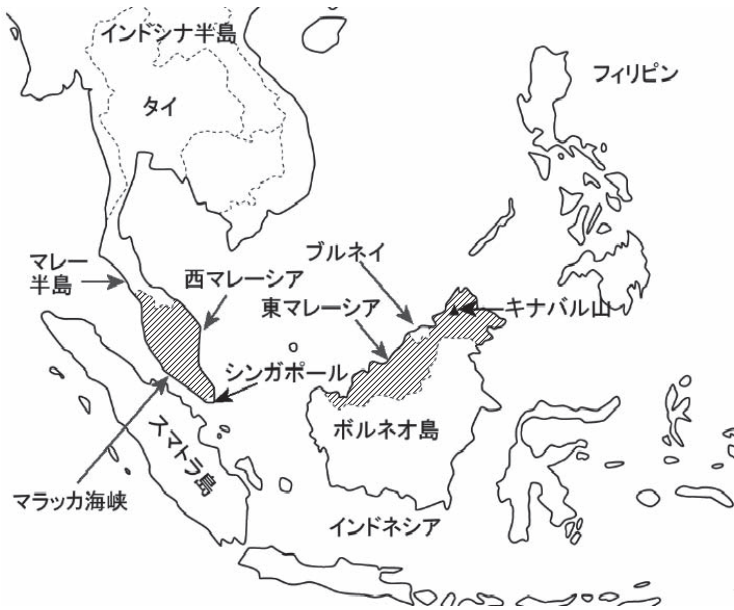 インドシナ半島
フィリピン
タイ
ブルネイ
マレー
半島
西マレーシア
東マレーシア
キナバル山
シンガポール
スマトラ島
ボルネオ島
マラッカ海峡
インドネシア